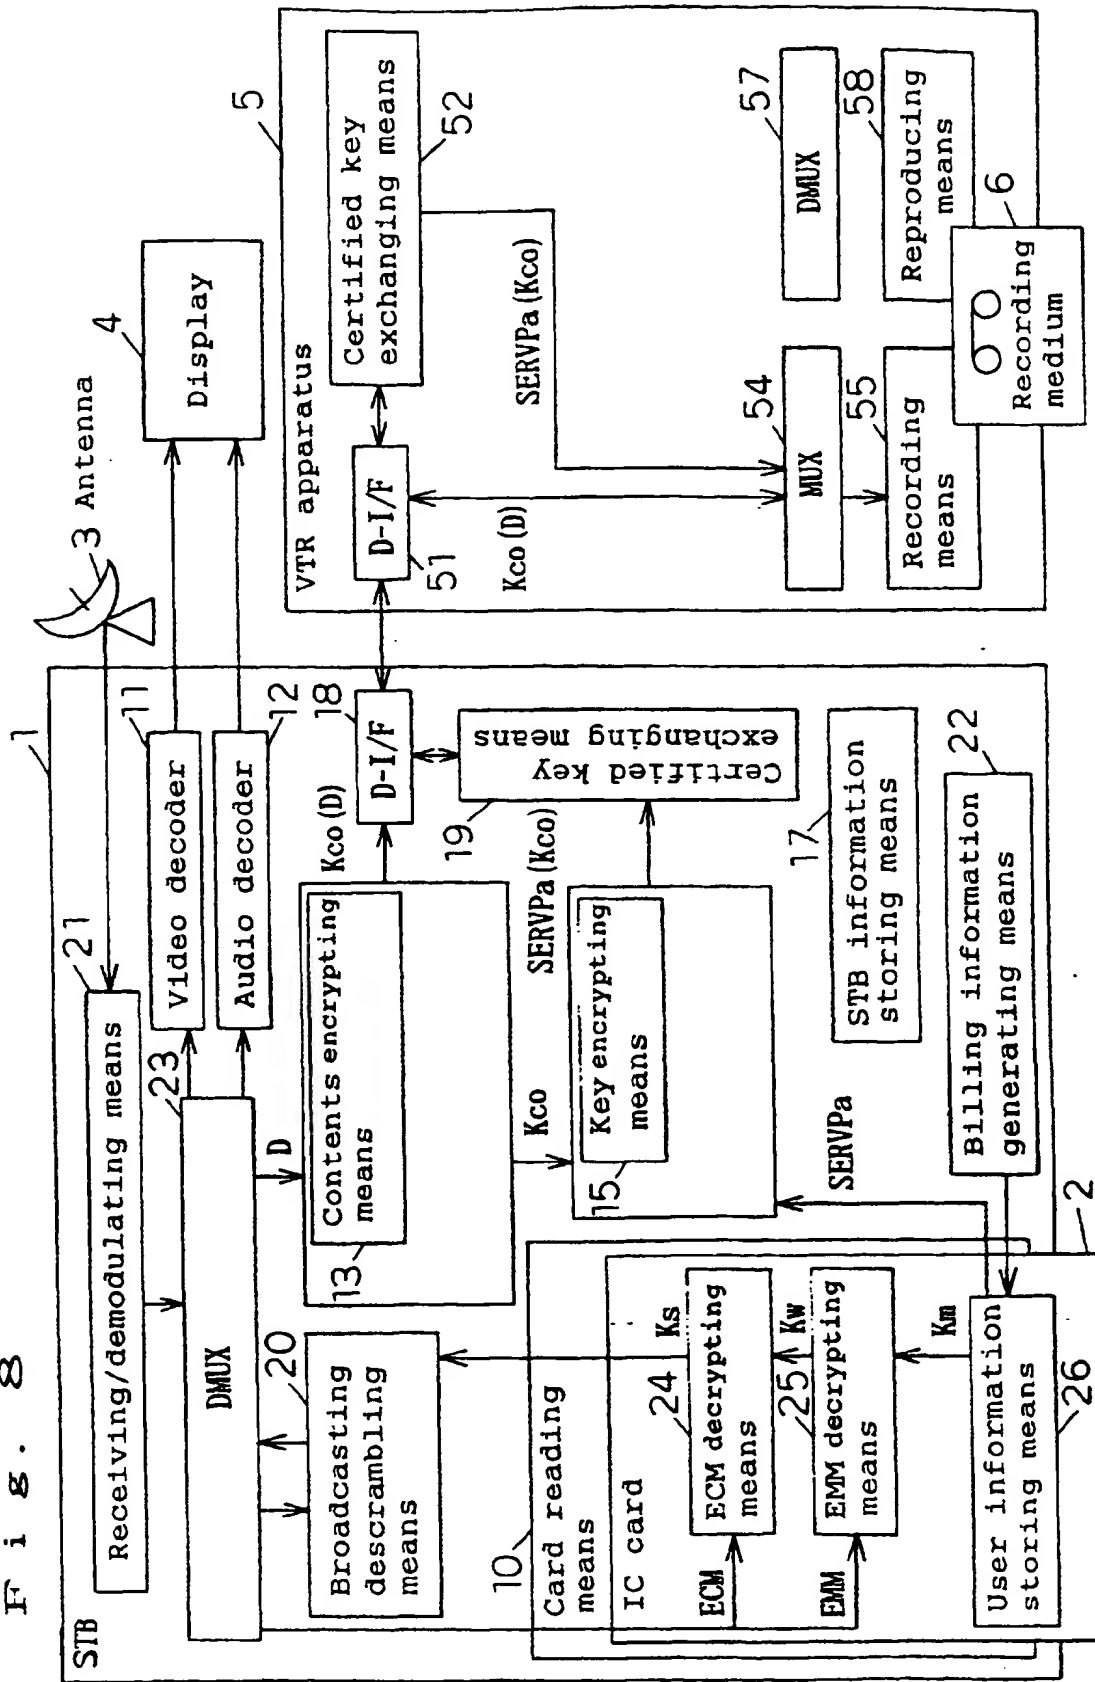 Fig. 8
STB
1
Receiving/demodulating means
21
3 Antenna
DMUX
23
Video decoder
11
Audio decoder
12
4
Display
D
Broadcasting
descrambling
means
20
Contents encrypting
means
13
Kco(D)
D-I/F
18
Certified key
exchanging means
19
Kco
SERVPa(Kco)
Key encrypting
means
15
STB information
storing means
17
Billing information
generating means
22
SERVPa
10
Card reading
means
IC card
2
Ks
ECM
ECM decrypting
means
24
Kw
EMM
EMM decrypting
means
25
Km
User information
storing means
26
5
VTR apparatus
D-I/F
51
Certified key
exchanging means
52
Kco(D)
SERVPa(Kco)
MUX
54
DMUX
57
Recording
means
55
Reproducing
means
58
Recording
medium
6